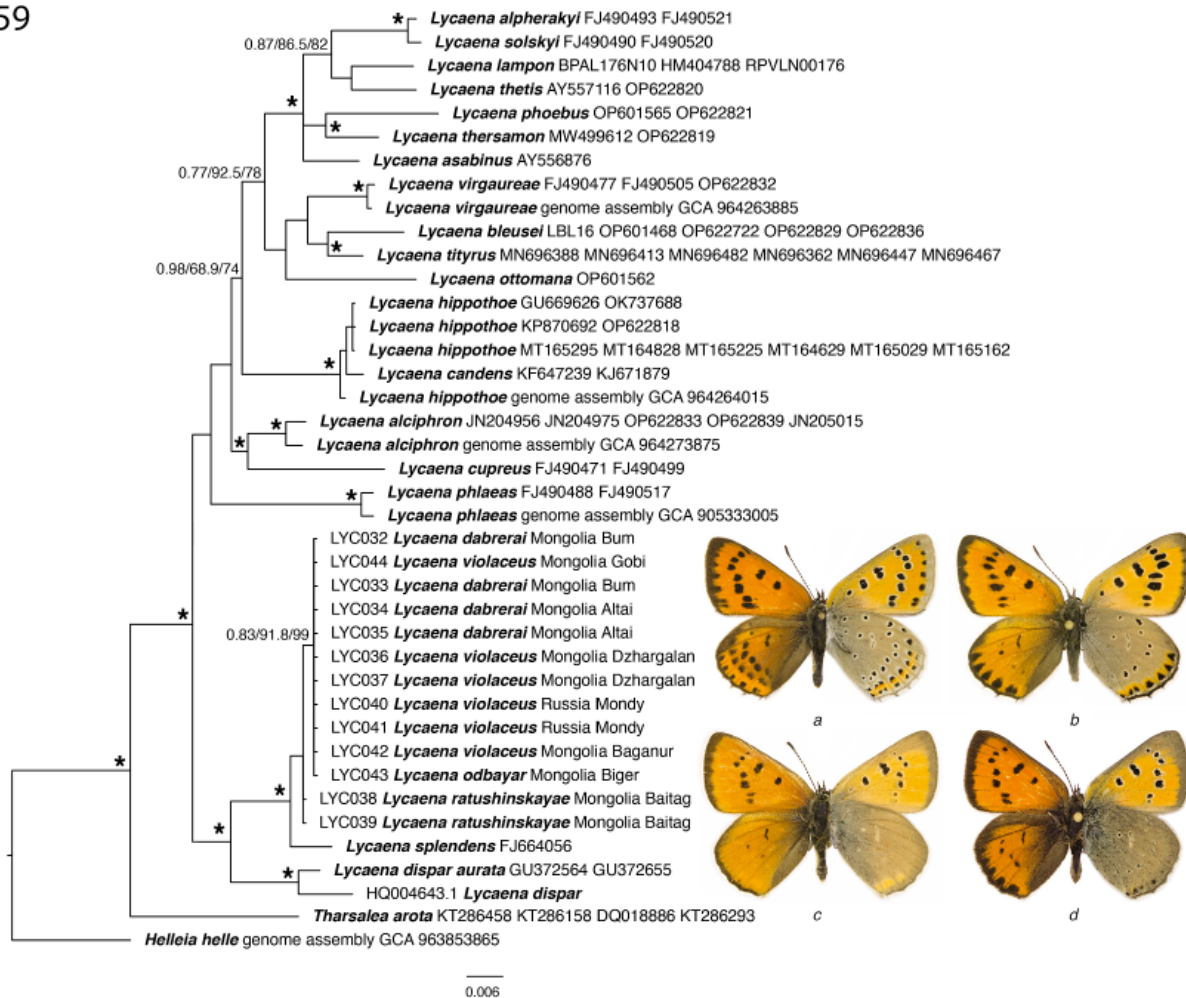 59
Lycaena alpherakyi FJ490493 FJ490521
0.87/86.5/82
Lycaena solskyi FJ490490 FJ490520
Lycaena lampon BPAL176N10 HM404788 RPVLN00176
Lycaena thetis AY557116 OP622820
*
*
Lycaena phoebus OP601565 OP622821
*
Lycaena thersamon MW499612 OP622819
Lycaena asabinus AY556876
0.77/92.5/78
*
Lycaena virgaureae FJ490477 FJ490505 OP622832
Lycaena virgaureae genome assembly GCA 964263885
Lycaena bleusei LBL16 OP601468 OP622722 OP622829 OP622836
*
Lycaena tityrus MN696388 MN696413 MN696482 MN696362 MN696447 MN696467
0.98/68.9/74
Lycaena ottomana OP601562
Lycaena hippothoe GU669626 OK737688
Lycaena hippothoe KP870692 OP622818
Lycaena hippothoe MT165295 MT164828 MT165225 MT164629 MT165029 MT165162
*
Lycaena candens KF647239 KJ671879
Lycaena hippothoe genome assembly GCA 964264015
*
Lycaena alciphron JN204956 JN204975 OP622833 OP622839 JN205015
*
Lycaena alciphron genome assembly GCA 964273875
Lycaena cupreus FJ490471 FJ490499
*
Lycaena phlaeas FJ490488 FJ490517
Lycaena phlaeas genome assembly GCA 905333005
LYC032 Lycaena dabrerai Mongolia Bum
LYC044 Lycaena violaceus Mongolia Gobi
LYC033 Lycaena dabrerai Mongolia Bum
*
LYC034 Lycaena dabrerai Mongolia Altai
0.83/91.8/99
LYC035 Lycaena dabrerai Mongolia Altai
LYC036 Lycaena violaceus Mongolia Dzhargalan
LYC037 Lycaena violaceus Mongolia Dzhargalan
LYC040 Lycaena violaceus Russia Mondy
LYC041 Lycaena violaceus Russia Mondy
a
b
LYC042 Lycaena violaceus Mongolia Baganur
*
LYC043 Lycaena odbayar Mongolia Biger
*
LYC038 Lycaena ratushinskayae Mongolia Baitag
*
LYC039 Lycaena ratushinskayae Mongolia Baitag
Lycaena splendens FJ664056
*
Lycaena dispar aurata GU372564 GU372655
HQ004643.1 Lycaena dispar
Tharsalea arota KT286458 KT286158 DQ018886 KT286293
c
d
Helleia helle genome assembly GCA 963853865
0.006